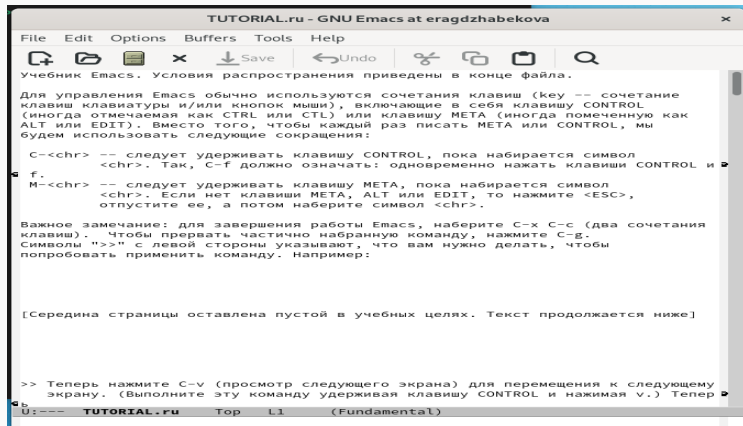 TUTORIAL.ru - GNU Emacs at eragdzhabekova
File Edit Options Buffers Tools Help
Save Undo
Учебник Emacs. Условия распространения приведены в конце файла.
Для управления Emacs обычно используются сочетания клавиш (key -- сочетание
клавиш клавиатуры и/или кнопок мыши), включающие в себя клавишу CONTROL
(иногда отмечаемая как CTRL или CTL) или клавишу META (иногда помеченную как
ALT или EDIT). Вместо того, чтобы каждый раз писать META или CONTROL, мы
будем использовать следующие сокращения:
C-<chr> -- следует удерживать клавишу CONTROL, пока набирается символ
<chr>. Так, C-f должно означать: одновременно нажать клавиши CONTROL и
f.
M-<chr> -- следует удерживать клавишу META, пока набирается символ
<chr>. Если нет клавиши META, ALT или EDIT, то нажмите <ESC>,
отпустите ее, а потом наберите символ <chr>.
Важное замечание: для завершения работы Emacs, наберите C-x C-c (два сочетания
клавиш). Чтобы прервать частично набранную команду, нажмите C-g.
Символы ">>" с левой стороны указывают, что вам нужно делать, чтобы
попробовать применить команду. Например:
[Середина страницы оставлена пустой в учебных целях. Текст продолжается ниже]
>> Теперь нажмите C-v (просмотр следующего экрана) для перемещения к следующему
экрану. (Выполните эту команду удерживая клавишу CONTROL и нажимая v.) Тепер
ь
U:--- TUTORIAL.ru Top L1 (Fundamental)